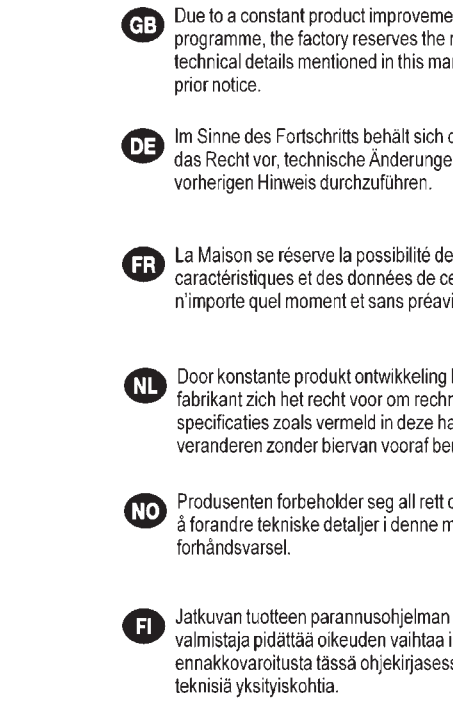 GB Due to a constant product improveme
programme, the factory reserves the r
technical details mentioned in this mar
prior notice.
DE Im Sinne des Fortschritts behält sich d
das Recht vor, technische Änderunge
vorherigen Hinweis durchzuführen.
FR La Maison se réserve la possibilité de
caractéristiques et des données de ce
n'importe quel moment et sans préavi
NL Door konstante produkt ontwikkeling
fabrikant zich het recht voor om rechn
specificaties zoals vermeld in deze ha
veranderen zonder biervan vooraf ber
NO Produsenten forbeholder seg all rett
å forandre tekniske detaljer i denne m
forhåndsvarsel.
FI Jatkuvan tuotteen parannusohjelman
valmistaja pidättää oikeuden vaihtaa i
ennakkovaroitusta tässä ohjekirjasess
teknisiä yksityiskohtia.